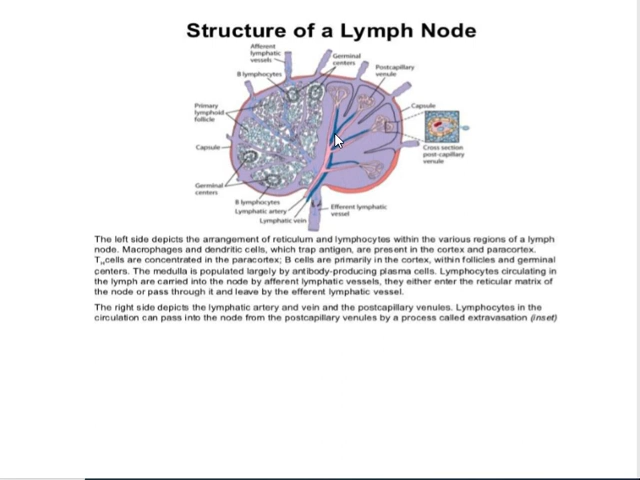 Structure of a Lymph Node
Afferent
lymphatic
vessels
Germinal
centers
Postcapillary
venule
B lymphocytes
Primary
lymphoid
follicle
Capsule
Capsule
Cross section
post-capillary
venule
Germinal
centers
B lymphocytes
Lymphatic artery
Lymphatic vein
Efferent lymphatic
vessel
The left side depicts the arrangement of reticulum and lymphocytes within the various regions of a lymph
node. Macrophages and dendritic cells, which trap antigen, are present in the cortex and paracortex.
T cells are concentrated in the paracortex; B cells are primarily in the cortex, within follicles and germinal
centers. The medulla is populated largely by antibody-producing plasma cells. Lymphocytes circulating in
the lymph are carried into the node by afferent lymphatic vessels, they either enter the reticular matrix of
the node or pass through it and leave by the efferent lymphatic vessel.
The right side depicts the lymphatic artery and vein and the postcapillary venules. Lymphocytes in the
circulation can pass into the node from the postcapillary venules by a process called extravasation (inset)